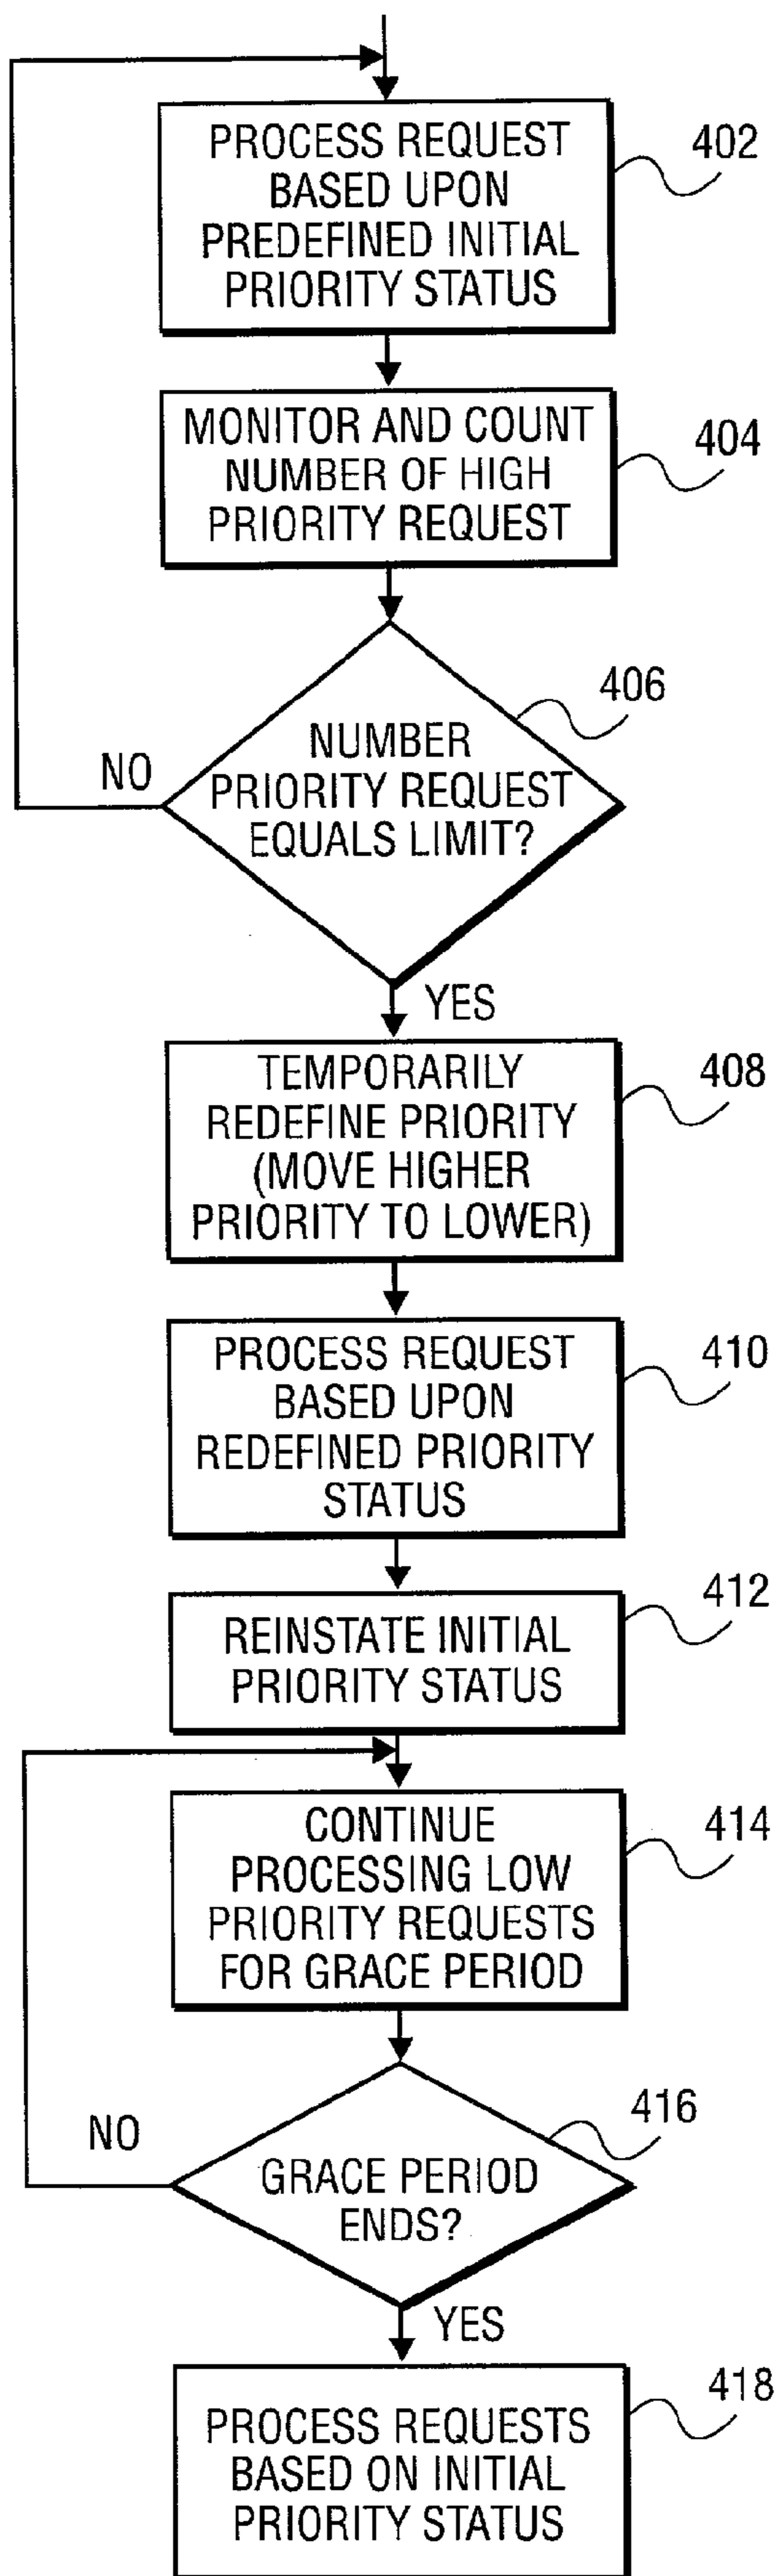 PROCESS REQUEST
BASED UPON
PREDEFINED INITIAL
PRIORITY STATUS
402
MONITOR AND COUNT
NUMBER OF HIGH
PRIORITY REQUEST
404
406
NUMBER
PRIORITY REQUEST
EQUALS LIMIT?
NO
YES
TEMPORARILY
REDEFINE PRIORITY
(MOVE HIGHER
PRIORITY TO LOWER)
408
PROCESS REQUEST
BASED UPON
REDEFINED PRIORITY
STATUS
410
REINSTATE INITIAL
PRIORITY STATUS
412
CONTINUE
PROCESSING LOW
PRIORITY REQUESTS
FOR GRACE PERIOD
414
416
NO
GRACE PERIOD
ENDS?
YES
PROCESS REQUESTS
BASED ON INITIAL
PRIORITY STATUS
418